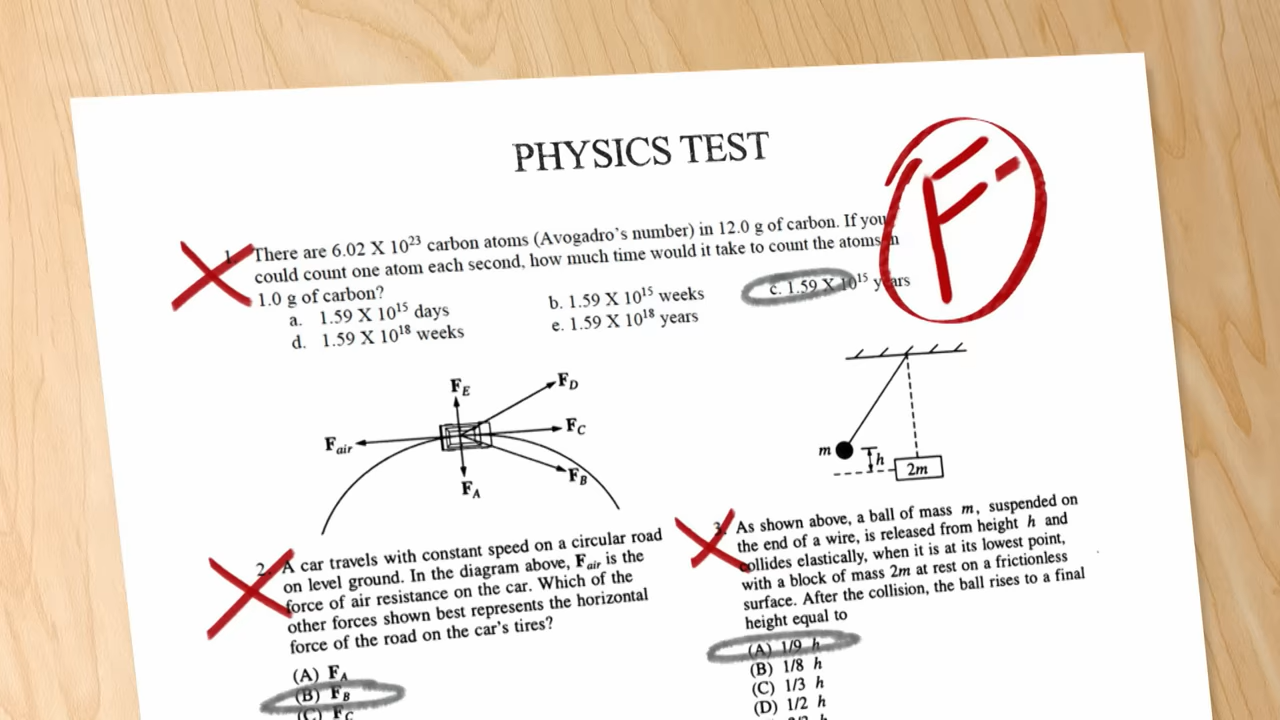 PHYSICS TEST
F-
1. There are 6.02 X 10²³ carbon atoms (Avogadro's number) in 12.0 g of carbon. If you
could count one atom each second, how much time would it take to count the atoms in
1.0 g of carbon?
a. 1.59 X 10¹⁵ days
b. 1.59 X 10¹⁵ weeks
c. 1.59 X 10¹⁵ years
d. 1.59 X 10¹⁸ weeks
e. 1.59 X 10¹⁸ years
F_E
F_D
F_air
F_C
F_B
F_A
2. A car travels with constant speed on a circular road
on level ground. In the diagram above, F_air is the
force of air resistance on the car. Which of the
other forces shown best represents the horizontal
force of the road on the car's tires?
(A) F_A
(B) F_B
(C) F_C
m
h
2m
3. As shown above, a ball of mass m, suspended on
the end of a wire, is released from height h and
collides elastically, when it is at its lowest point,
with a block of mass 2m at rest on a frictionless
surface. After the collision, the ball rises to a final
height equal to
(A) 1/9 h
(B) 1/8 h
(C) 1/3 h
(D) 1/2 h